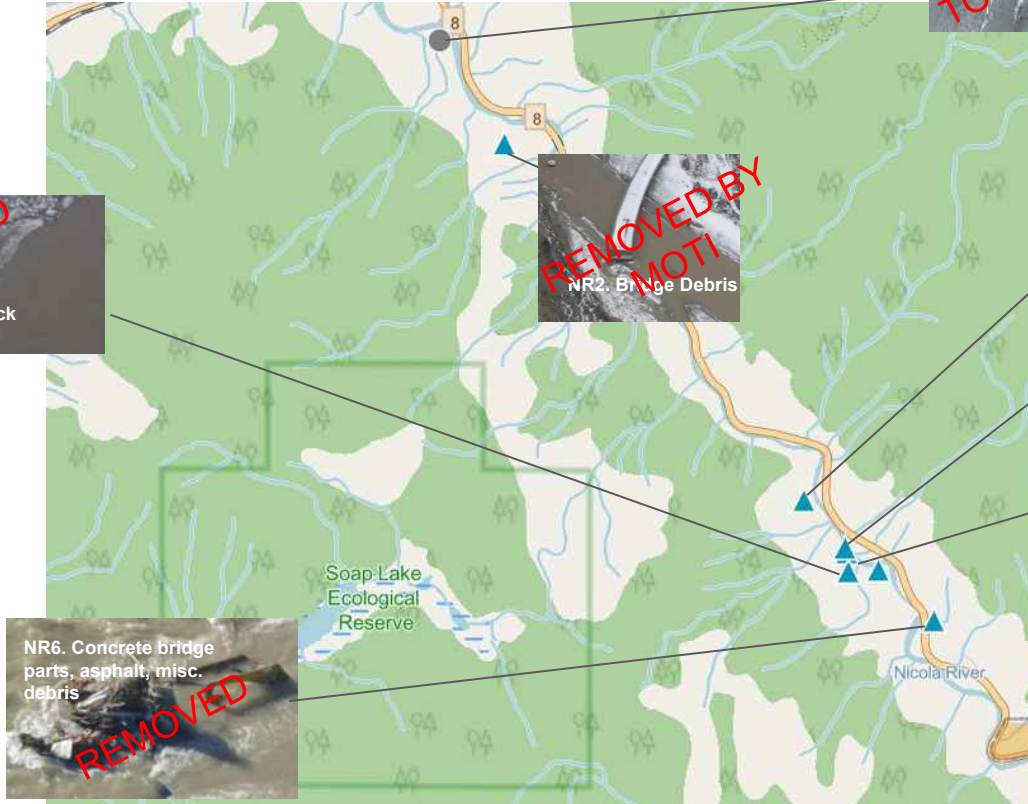 TO
8
8
REMOVED BY
MOTI
NR2. Bridge Debris
Soap Lake
Ecological
Reserve
NR6. Concrete bridge
parts, asphalt, misc.
debris
REMOVED
Nicola River